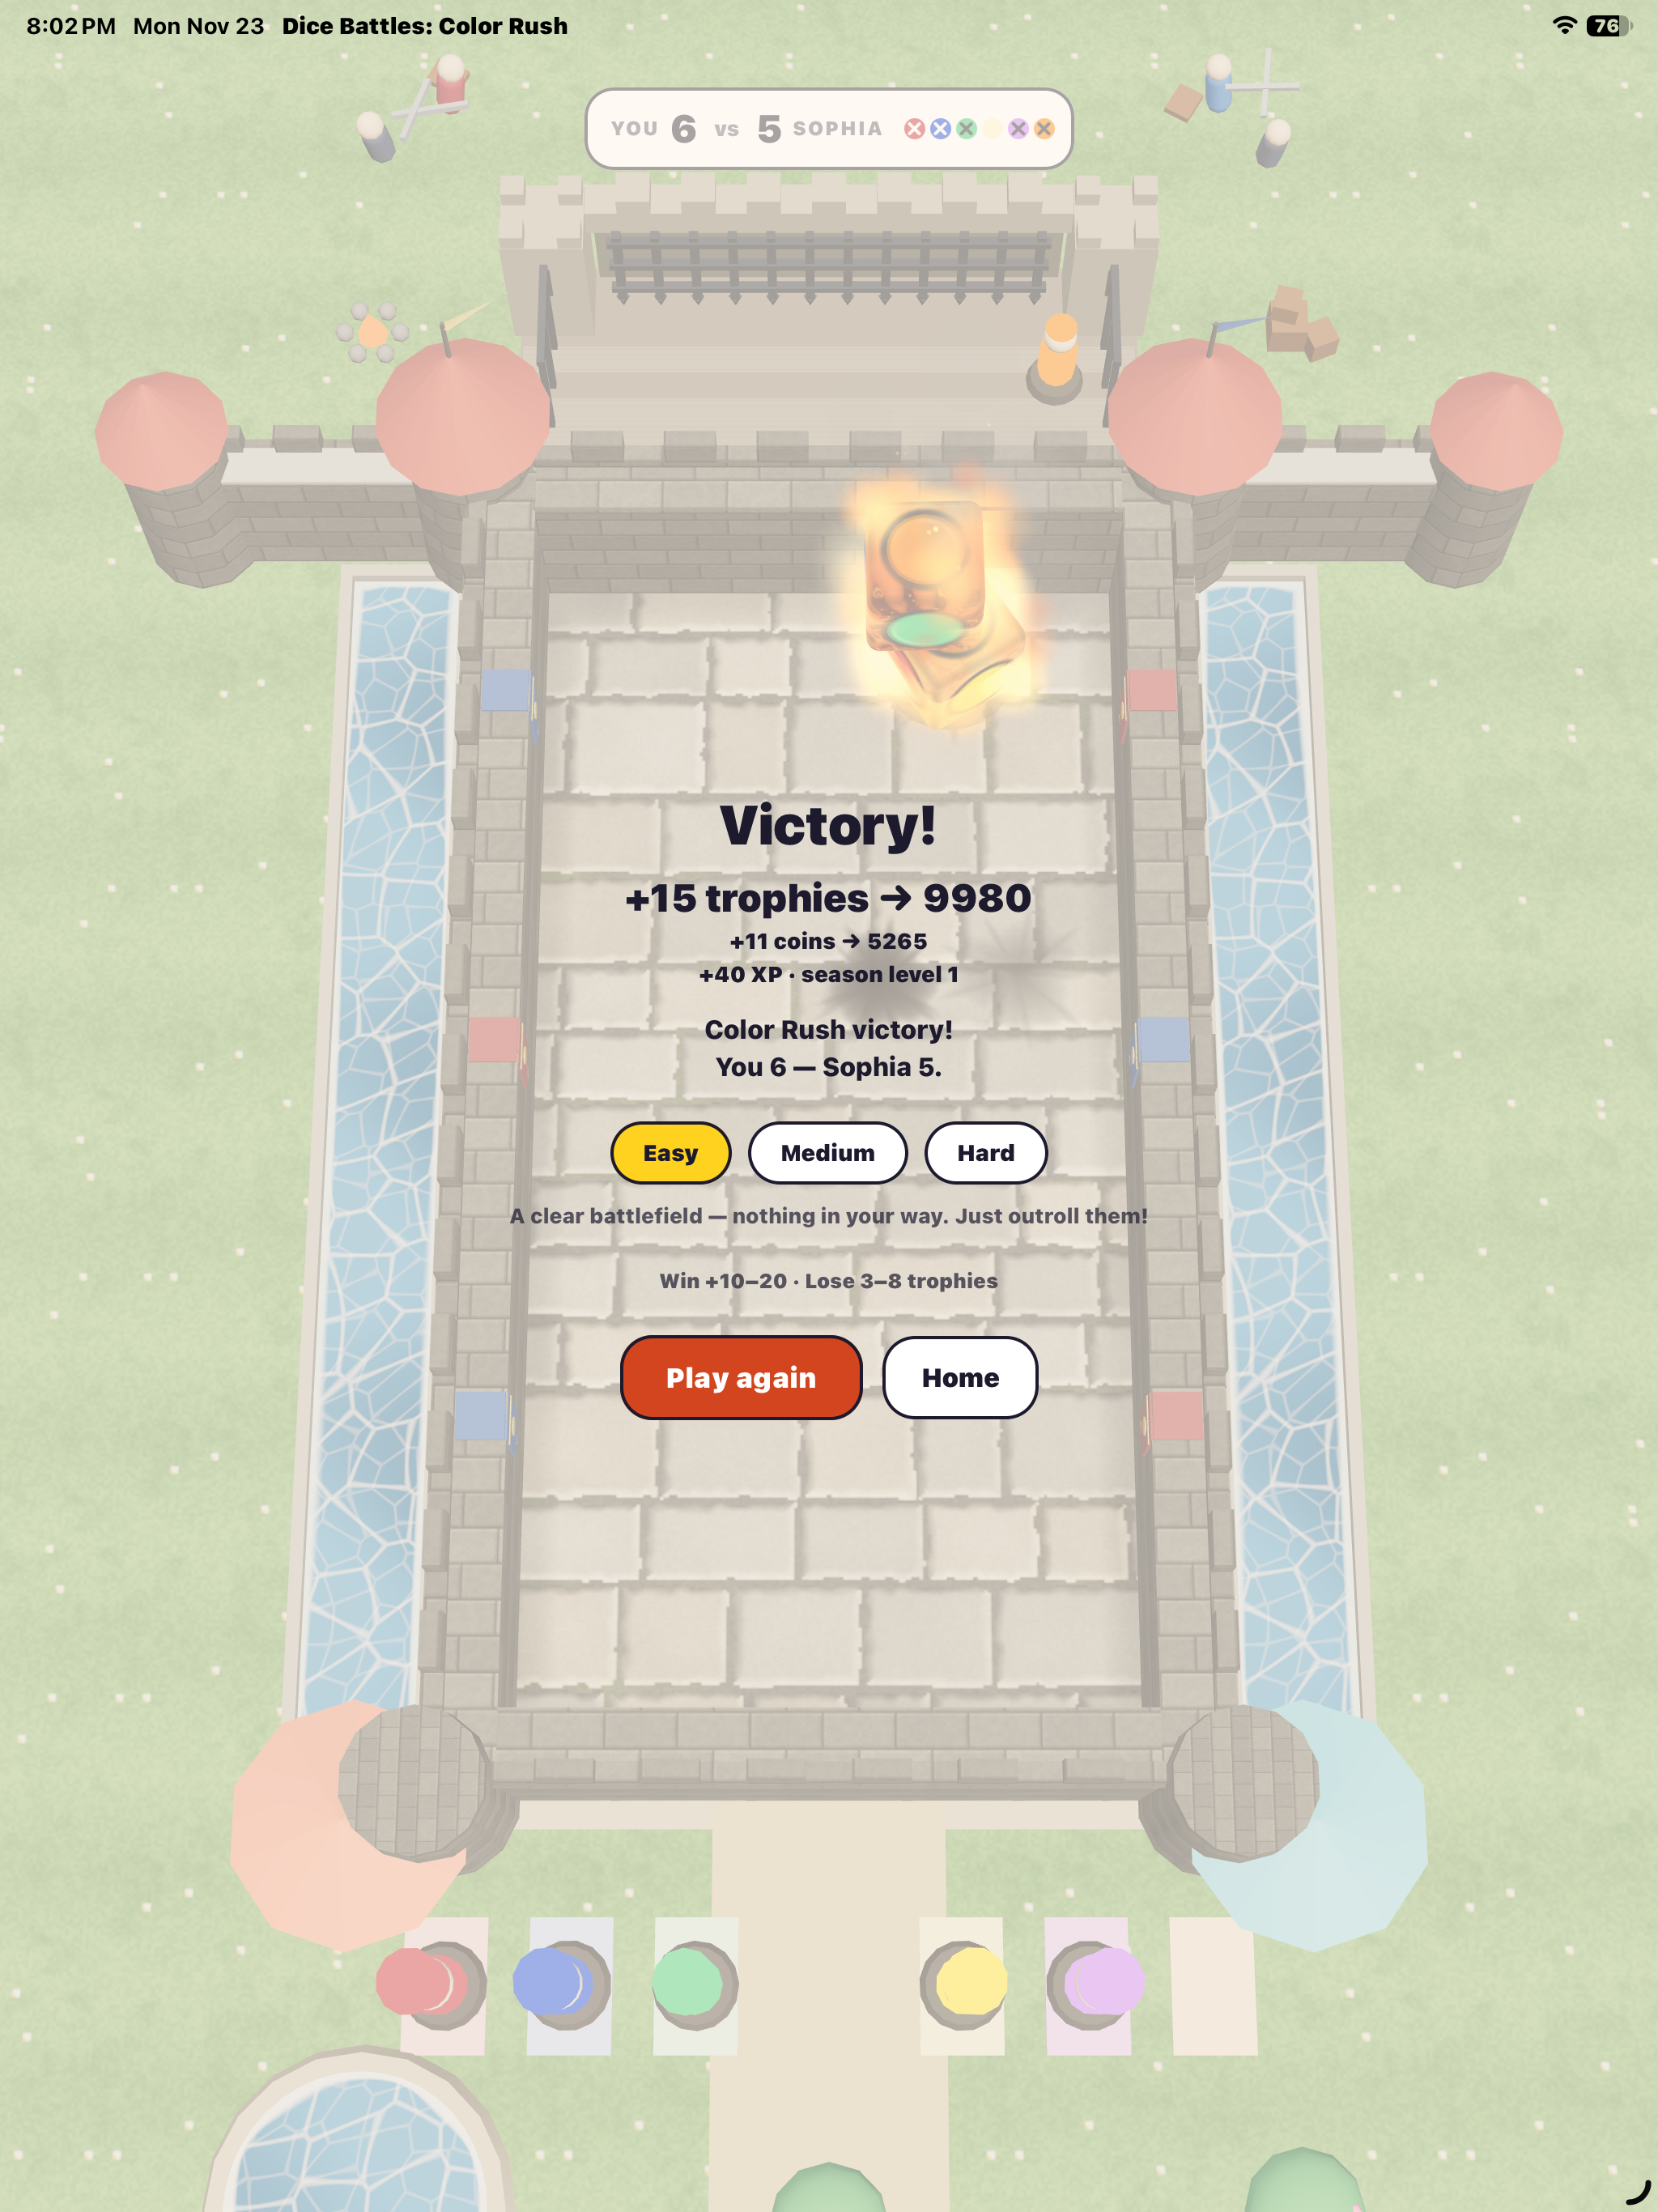 8:02 PM Mon Nov 23 Dice Battles: Color Rush 76
YOU 6 vs 5 SOPHIA
Victory!
+15 trophies → 9980
+11 coins → 5265
+40 XP · season level 1
Color Rush victory!
You 6 — Sophia 5.
Easy Medium Hard
A clear battlefield — nothing in your way. Just outroll them!
Win +10–20 · Lose 3–8 trophies
Play again Home